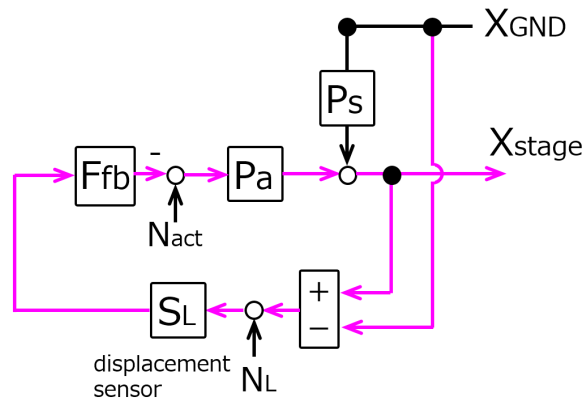 XGND
Ps
Xstage
Ffb
-
Pa
Nact
+
−
SL
displacement
sensor
NL